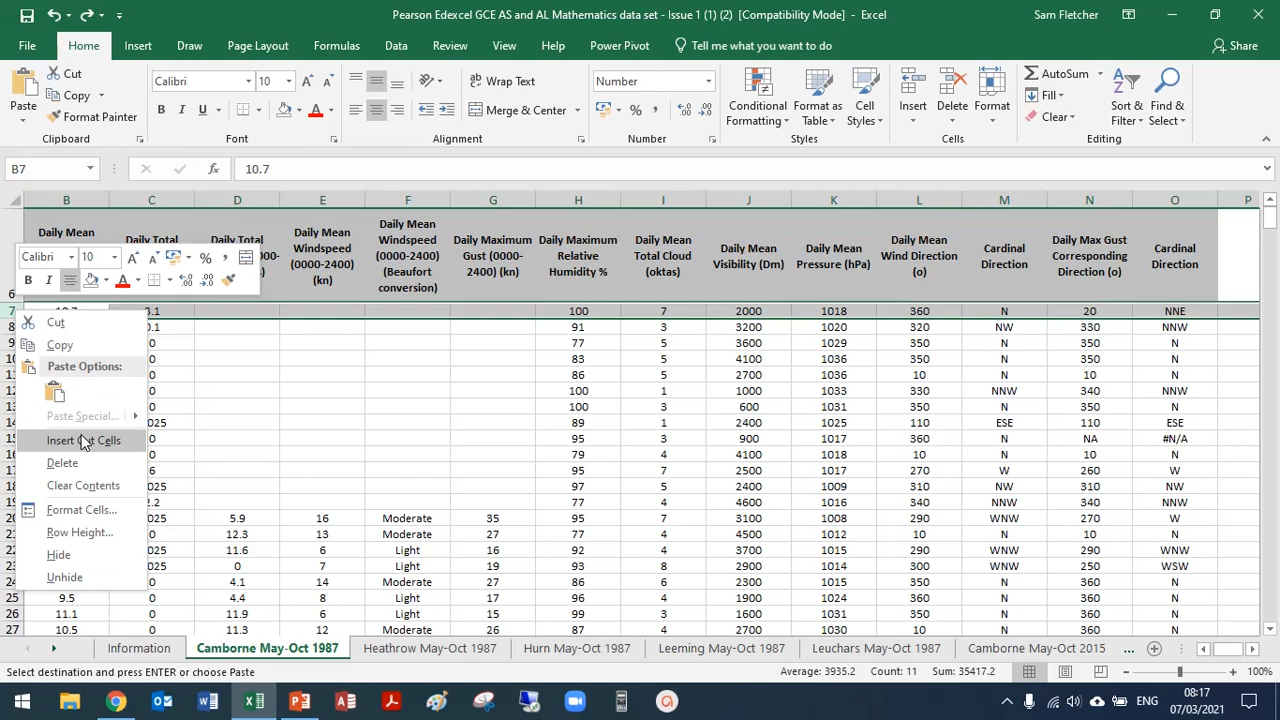 Pearson Edexcel GCE AS and AL Mathematics data set - Issue 1 (1) (2) [Compatibility Mode] - Excel
Sam Fletcher
File Home Insert Draw Page Layout Formulas Data Review View Help Power Pivot Tell me what you want to do Share
Paste
Cut
Copy
Format Painter
Calibri 10
B I U
Wrap Text
Merge & Center
Number
Conditional Formatting
Format as Table
Cell Styles
Insert
Delete
Format
AutoSum
Fill
Clear
Sort & Filter
Find & Select
Clipboard Font Alignment Number Styles Cells Editing
B7 fx 10.7
B C D E F G H I J K L M N O P
6
Daily Mean
Daily Total
Daily Total
Daily Mean Windspeed (0000-2400) (kn)
Daily Mean Windspeed (0000-2400) (Beaufort conversion)
Daily Maximum Gust (0000-2400) (kn)
Daily Maximum Relative Humidity %
Daily Mean Total Cloud (oktas)
Daily Mean Visibility (Dm)
Daily Mean Pressure (hPa)
Daily Mean Wind Direction (o)
Cardinal Direction
Daily Max Gust Corresponding Direction (o)
Cardinal Direction
Calibri 10
B I
7 100 7 2000 1018 360 N 20 NNE
8 0.1 91 3 3200 1020 320 NW 330 NNW
0 77 5 3600 1029 350 N 350 N
0 83 5 4100 1036 350 N 350 N
0 86 5 2700 1036 10 N 10 N
0 100 1 1000 1033 330 NNW 340 NNW
0 100 3 600 1031 350 N 350 N
025 89 1 2400 1025 110 ESE 110 ESE
0 95 3 900 1017 360 N NA #N/A
0 79 4 4100 1018 10 N 10 N
95 7 2500 1017 270 W 260 W
025 77 5 2400 1009 310 NW 310 NW
2.2 77 4 4600 1016 340 NNW 340 NNW
025 5.9 16 Moderate 35 95 7 3100 1008 290 WNW 270 W
0 12.3 13 Moderate 27 77 4 4500 1012 10 N 10 N
025 11.6 6 Light 16 92 4 3700 1015 290 WNW 290 WNW
025 0 7 Light 19 93 8 2900 1014 300 WNW 250 WSW
24 0 4.1 14 Moderate 26 86 6 2300 1015 350 N 360 N
25 9.5 0 4.4 8 Light 17 96 4 1900 1024 360 N 360 N
26 11.1 0 11.9 6 Light 15 99 3 1600 1031 350 N 360 N
27 10.5 0 11.3 12 Moderate 26 87 4 2700 1030 10 N 360 N
Cut
Copy
Paste Options:
Paste Special...
Insert Cut Cells
Delete
Clear Contents
Format Cells...
Row Height...
Hide
Unhide
Information Camborne May-Oct 1987 Heathrow May-Oct 1987 Hurn May-Oct 1987 Leeming May-Oct 1987 Leuchars May-Oct 1987 Camborne May-Oct 2015 ...
Select destination and press ENTER or choose Paste Average: 3935.2 Count: 11 Sum: 35417.2 100%
ENG
08:17
07/03/2021